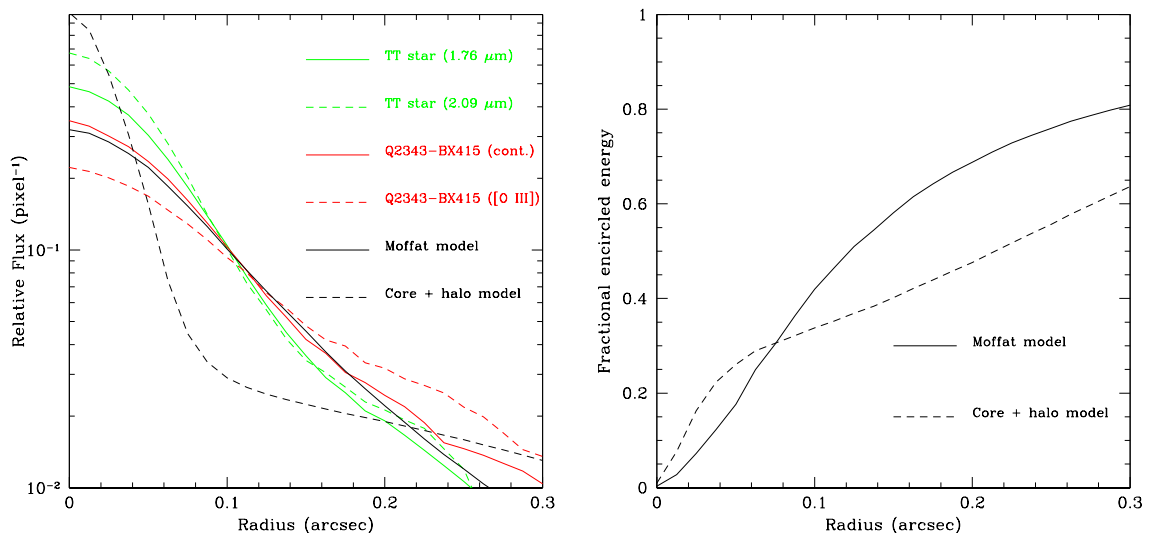 Relative Flux (pixel⁻¹)
10⁻¹
10⁻²
TT star (1.76 μm)
TT star (2.09 μm)
Q2343-BX415 (cont.)
Q2343-BX415 ([O III])
Moffat model
Core + halo model
0
0.1
0.2
0.3
Radius (arcsec)
Fractional encircled energy
1
0.8
0.6
0.4
0.2
0
Moffat model
Core + halo model
0
0.1
0.2
0.3
Radius (arcsec)